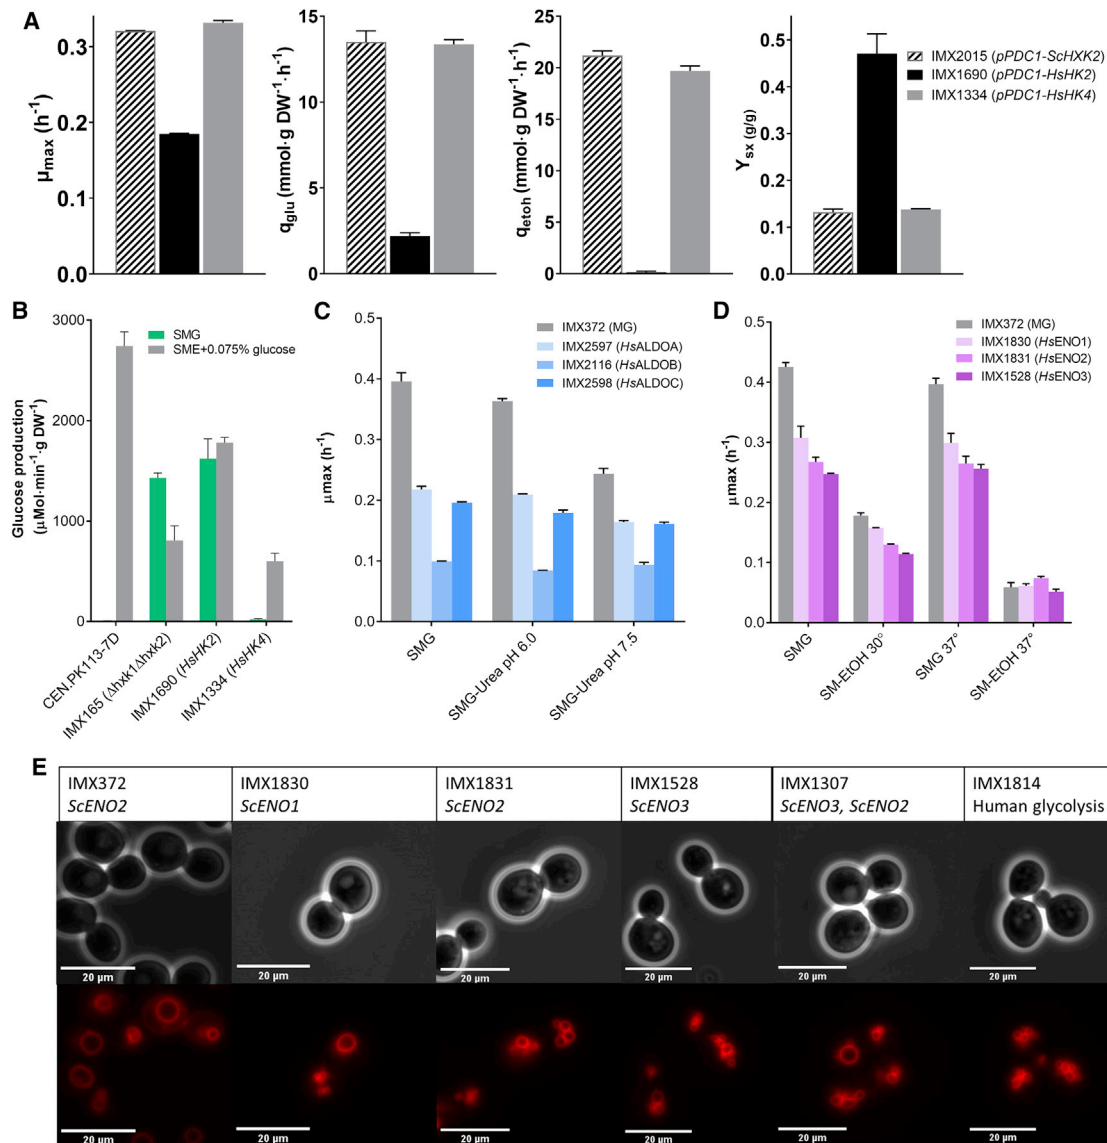 A
μmax (h-1)
0.3
0.2
0.1
0.0
qglu (mmol·g DW-1·h-1)
15
10
5
0
qetoh (mmol·g DW-1·h-1)
25
20
15
10
5
0
Ysx (g/g)
0.5
0.4
0.5
0.2
0.1
0.0
IMX2015 (pPDC1-ScHXK2)
IMX1690 (pPDC1-HsHK2)
IMX1334 (pPDC1-HsHK4)
B
Glucose production
(μMol·min-1·g DW-1)
3000
2000
1000
0
SMG
SME+0.075% glucose
CEN.PK113-7D
IMX165 (Δhxk1Δhxk2)
IMX1690 (HsHK2)
IMX1334 (HsHK4)
C
μmax (h-1)
0.5
0.4
0.3
0.2
0.1
0.0
IMX372 (MG)
IMX2597 (HsALDOA)
IMX2116 (HsALDOB)
IMX2598 (HsALDOC)
SMG
SMG-Urea pH 6.0
SMG-Urea pH 7.5
D
μmax (h-1)
0.5
0.4
0.3
0.2
0.1
0.0
IMX372 (MG)
IMX1830 (HsENO1)
IMX1831 (HsENO2)
IMX1528 (HsENO3)
SMG
SM-EtOH 30°
SMG 37°
SM-EtOH 37°
E
IMX372
ScENO2
IMX1830
ScENO1
IMX1831
ScENO2
IMX1528
ScENO3
IMX1307
ScENO3, ScENO2
IMX1814
Human glycolysis
20 μm
20 μm
20 μm
20 μm
20 μm
20 μm
20 μm
20 μm
20 μm
20 μm
20 μm
20 μm